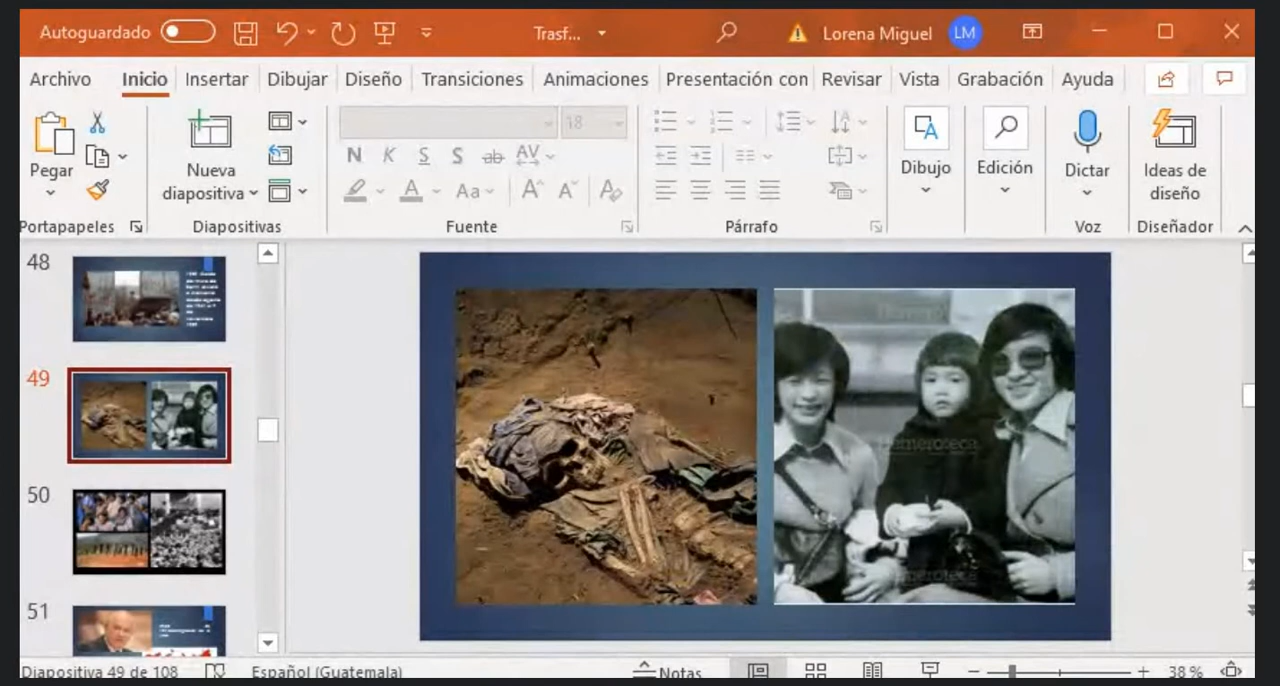 Autoguardado
Trasf...
Lorena Miguel
LM
Archivo Inicio Insertar Dibujar Diseño Transiciones Animaciones Presentación con Revisar Vista Grabación Ayuda
18
Pegar
Nueva
diapositiva
N K S S ab AV
A Aa A A A
Dibujo
Edición
Dictar
Ideas de
diseño
Portapapeles Diapositivas Fuente Párrafo Voz Diseñador
48
49
50
51
Hemeroteca
Diapositiva 49 de 108 Español (Guatemala) Notas 38 %